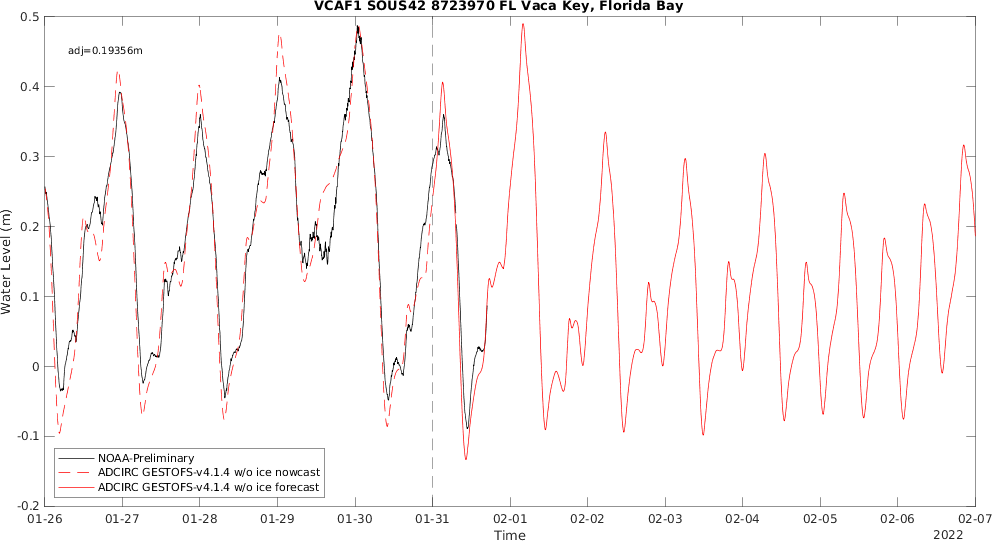 VCAF1 SOUS42 8723970 FL Vaca Key, Florida Bay
adj=0.19356m
0.5
0.4
0.3
0.2
0.1
0
-0.1
-0.2
Water Level (m)
NOAA-Preliminary
ADCIRC GESTOFS-v4.1.4 w/o ice nowcast
ADCIRC GESTOFS-v4.1.4 w/o ice forecast
01-26 01-27 01-28 01-29 01-30 01-31 02-01 02-02 02-03 02-04 02-05 02-06 02-07
Time
2022